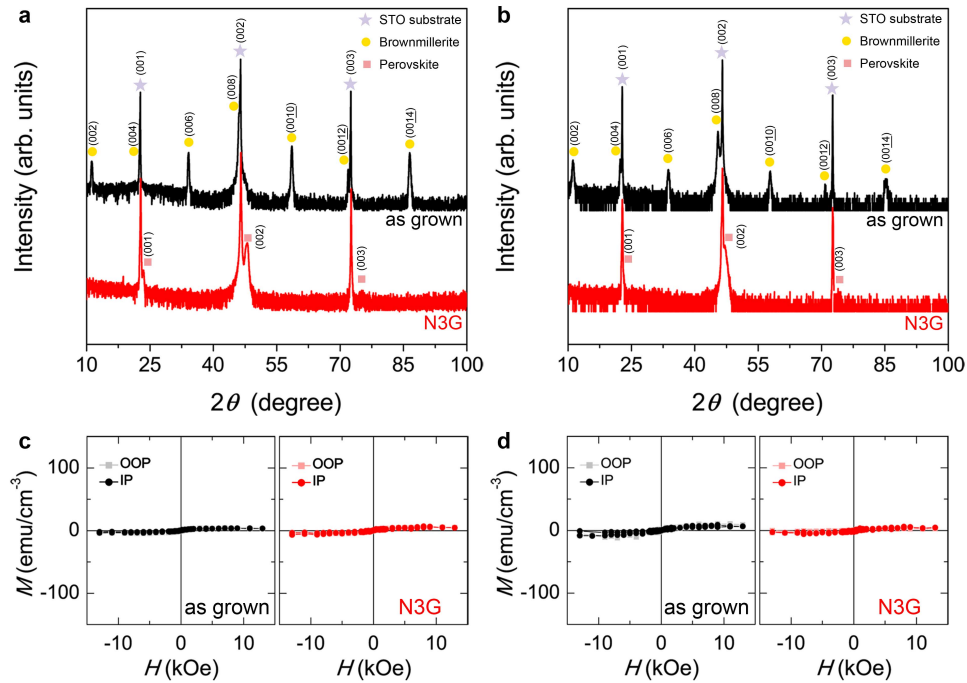 a
STO substrate
Brownmillerite
Perovskite
(002)
(004)
(001)
(006)
(008)
(002)
(0010)
(0012)
(003)
(0014)
as grown
(001)
(002)
(003)
N3G
Intensity (arb. units)
10 25 40 55 70 85 100
2θ (degree)
b
STO substrate
Brownmillerite
Perovskite
(002)
(004)
(001)
(006)
(008)
(002)
(0010)
(0012)
(003)
(0014)
as grown
(001)
(002)
(003)
N3G
Intensity (arb. units)
10 25 40 55 70 85 100
2θ (degree)
c
OOP
IP
as grown
OOP
IP
N3G
100
0
-100
M (emu/cm-3)
-10 0 10
-10 0 10
H (kOe)
H (kOe)
d
OOP
IP
as grown
OOP
IP
N3G
100
0
-100
M (emu/cm-3)
-10 0 10
-10 0 10
H (kOe)
H (kOe)